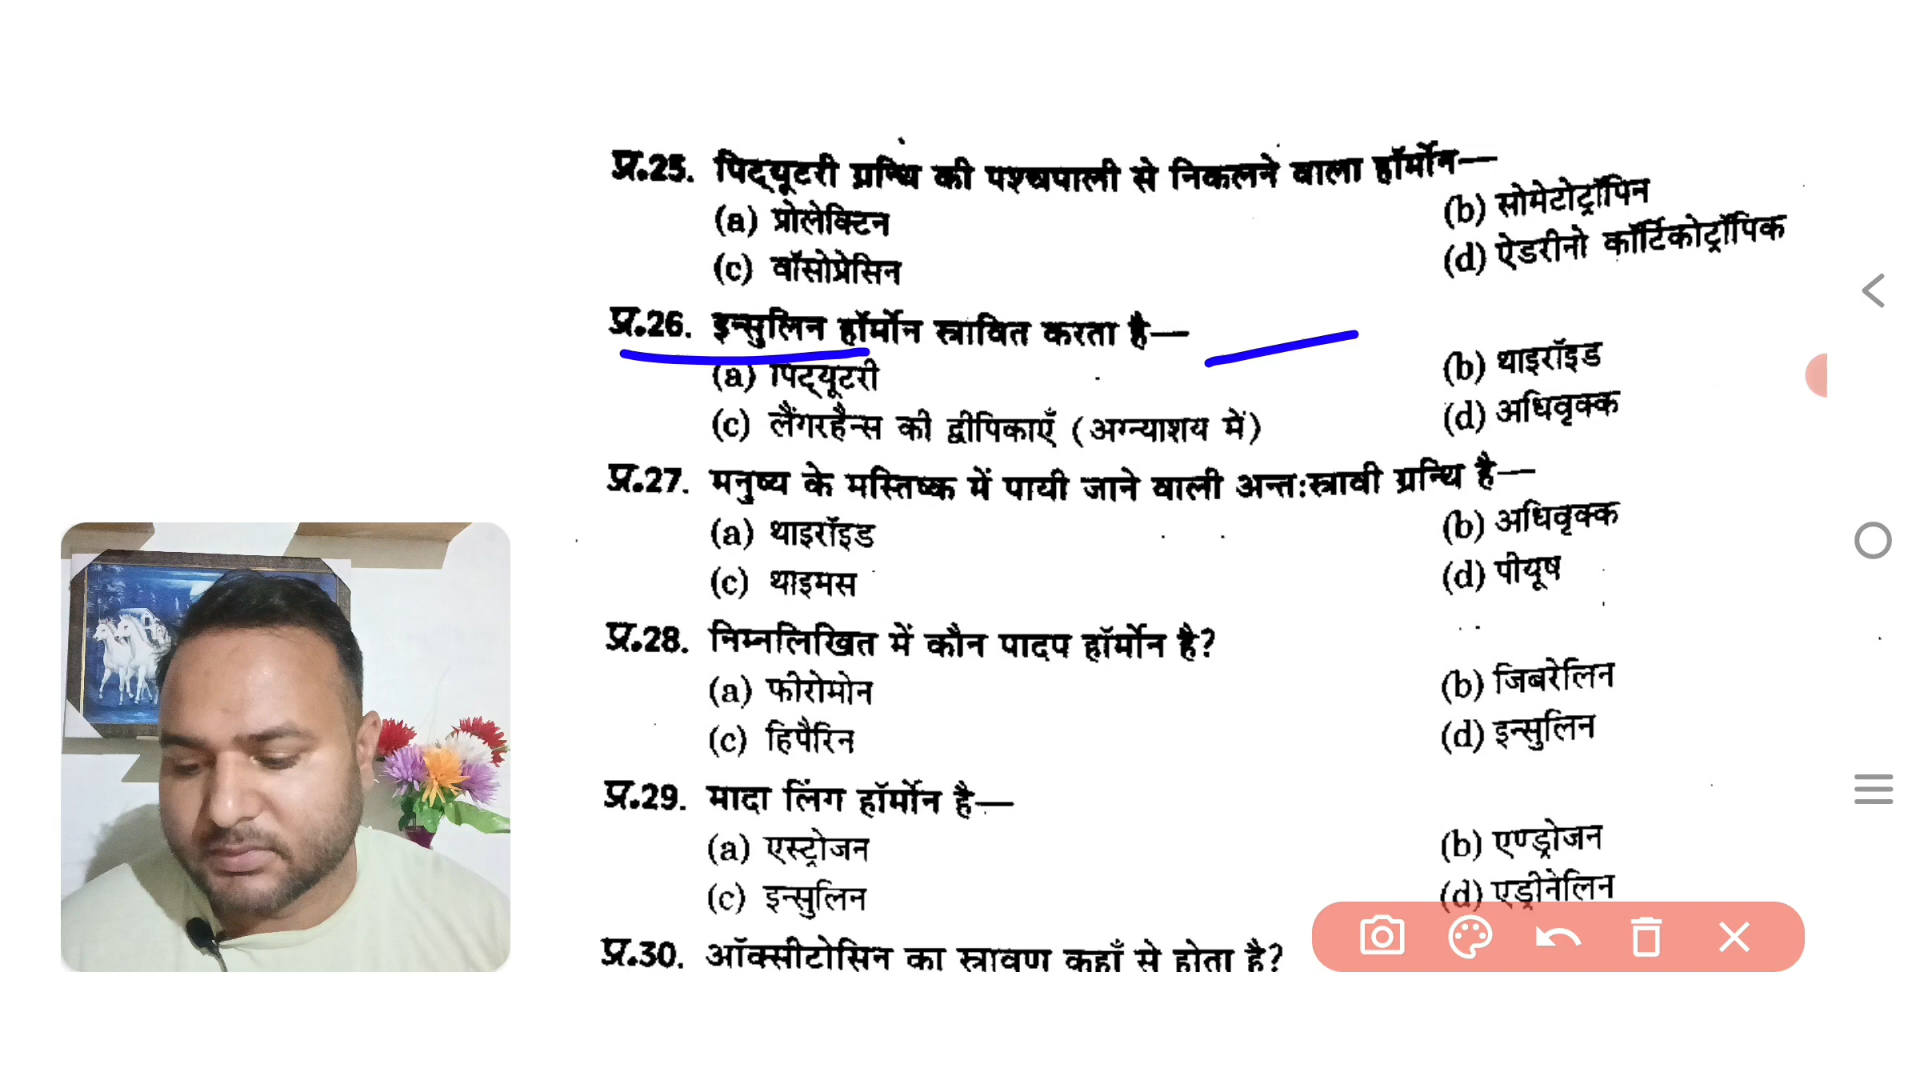 प्र.25. पिट्यूटरी ग्रन्थि की पश्चपाली से निकलने वाला हॉर्मोन—
(a) प्रोलेक्टिन (b) सोमेटोट्रॉपिन
(c) वॉसोप्रेसिन (d) ऐडरीनो कॉर्टिकोट्रॉपिक
प्र.26. इन्सुलिन हॉर्मोन स्त्रावित करता है—
(a) पिट्यूटरी (b) थाइरॉइड
(c) लैंगरहैन्स की द्वीपिकाएँ (अग्न्याशय में) (d) अधिवृक्क
प्र.27. मनुष्य के मस्तिष्क में पायी जाने वाली अन्तःस्त्रावी ग्रन्थि है—
(a) थाइरॉइड (b) अधिवृक्क
(c) थाइमस (d) पीयूष
प्र.28. निम्नलिखित में कौन पादप हॉर्मोन है?
(a) फीरोमोन (b) जिबरेलिन
(c) हिपैरिन (d) इन्सुलिन
प्र.29. मादा लिंग हॉर्मोन है—
(a) एस्ट्रोजन (b) एण्ड्रोजन
(c) इन्सुलिन (d) एड्रीनेलिन
प्र.30. ऑक्सीटोसिन का स्त्रावण कहाँ से होता है?